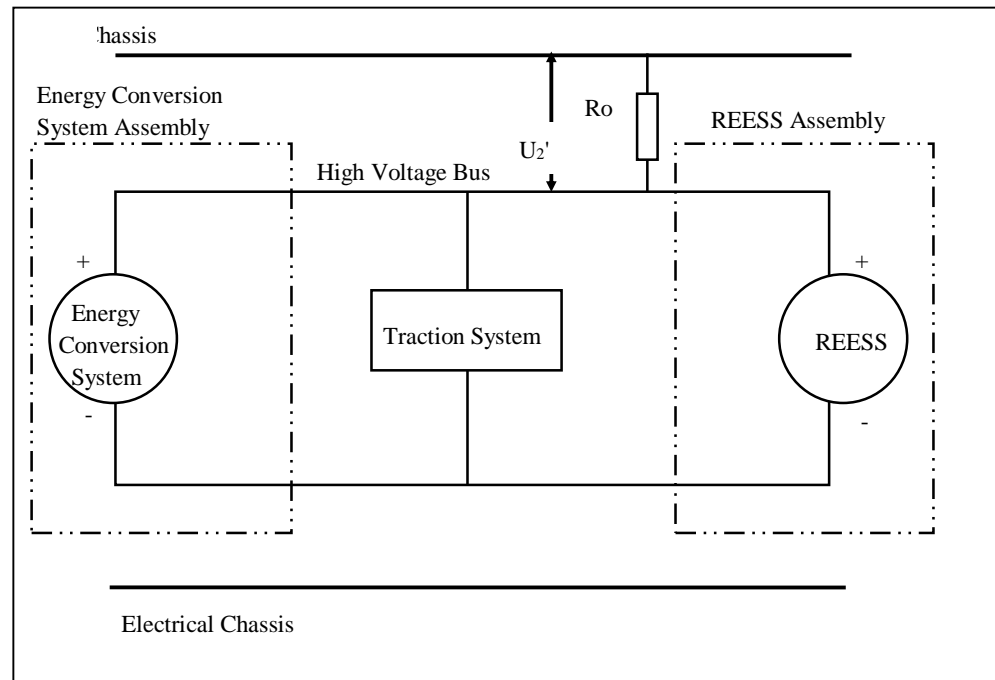 hassis
Energy Conversion
System Assembly
Ro
REESS Assembly
U2'
High Voltage Bus
+
+
Energy
Conversion
System
Traction System
REESS
-
-
Electrical Chassis